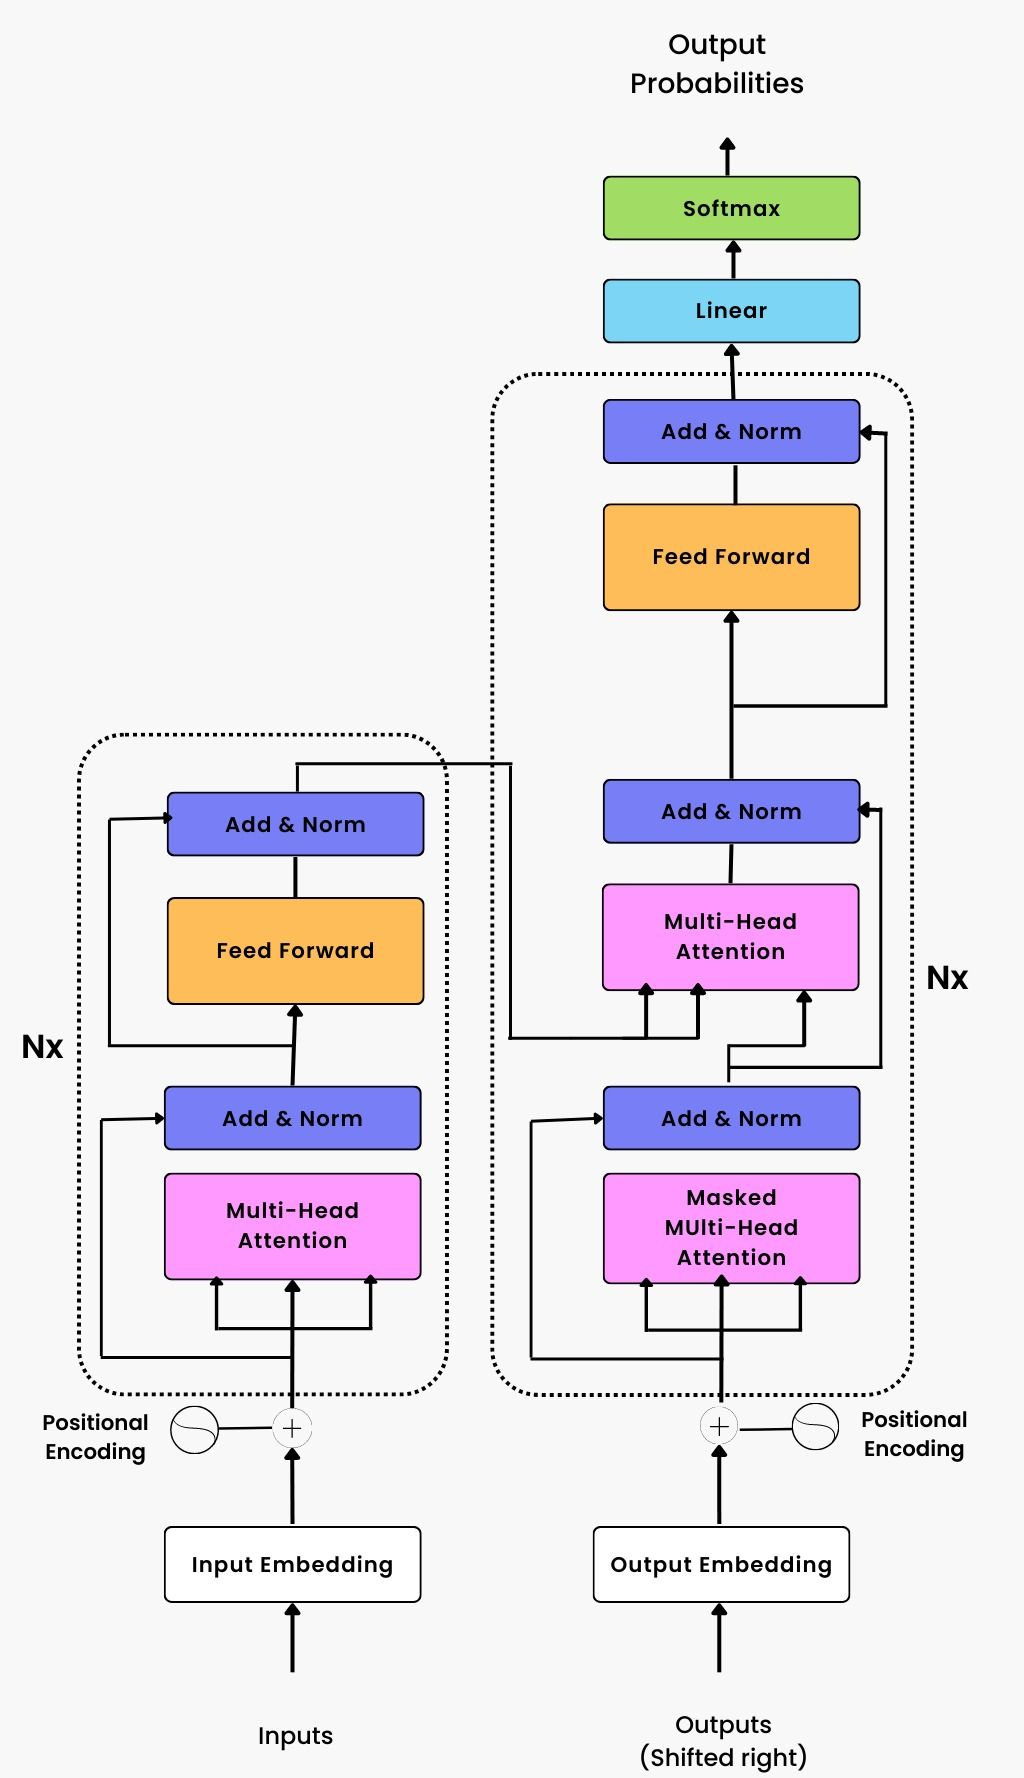 Output
Probabilities
Softmax
Linear
Add & Norm
Feed Forward
Add & Norm
Multi-Head
Attention
Nx
Add & Norm
Masked
MUlti-Head
Attention
Positional
Encoding
Output Embedding
Outputs
(Shifted right)
Add & Norm
Feed Forward
Nx
Add & Norm
Multi-Head
Attention
Positional
Encoding
Input Embedding
Inputs